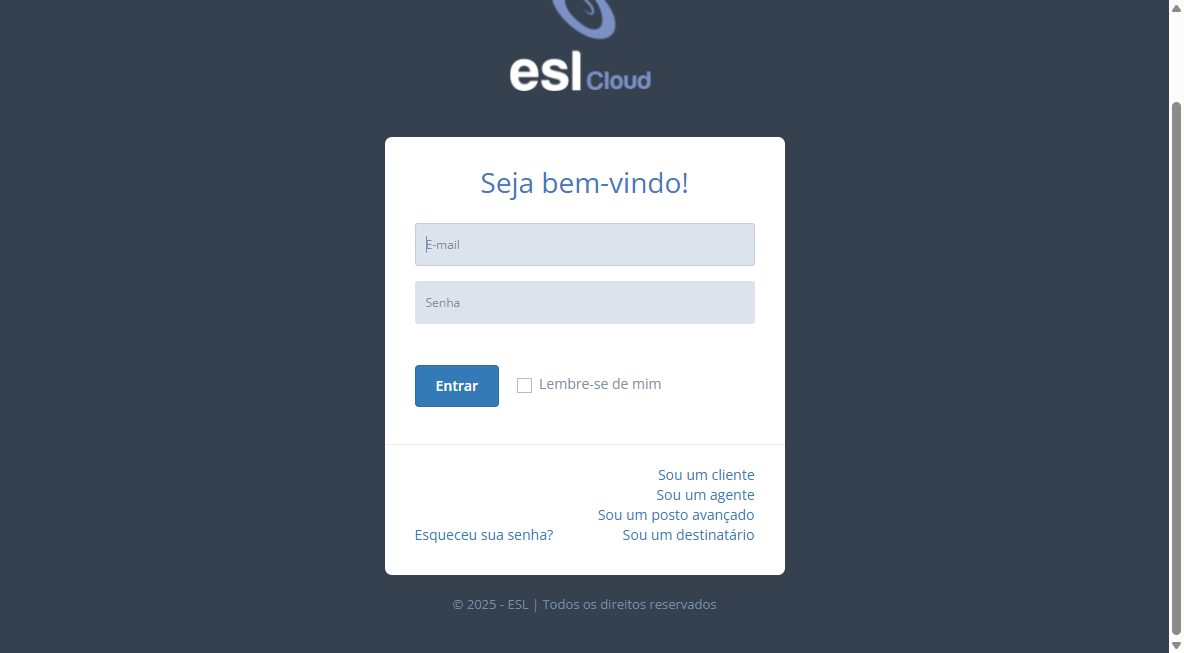 esl Cloud
Seja bem-vindo!
E-mail
Senha
Entrar
Lembre-se de mim
Sou um cliente
Sou um agente
Sou um posto avançado
Esqueceu sua senha?
Sou um destinatário
© 2025 - ESL | Todos os direitos reservados